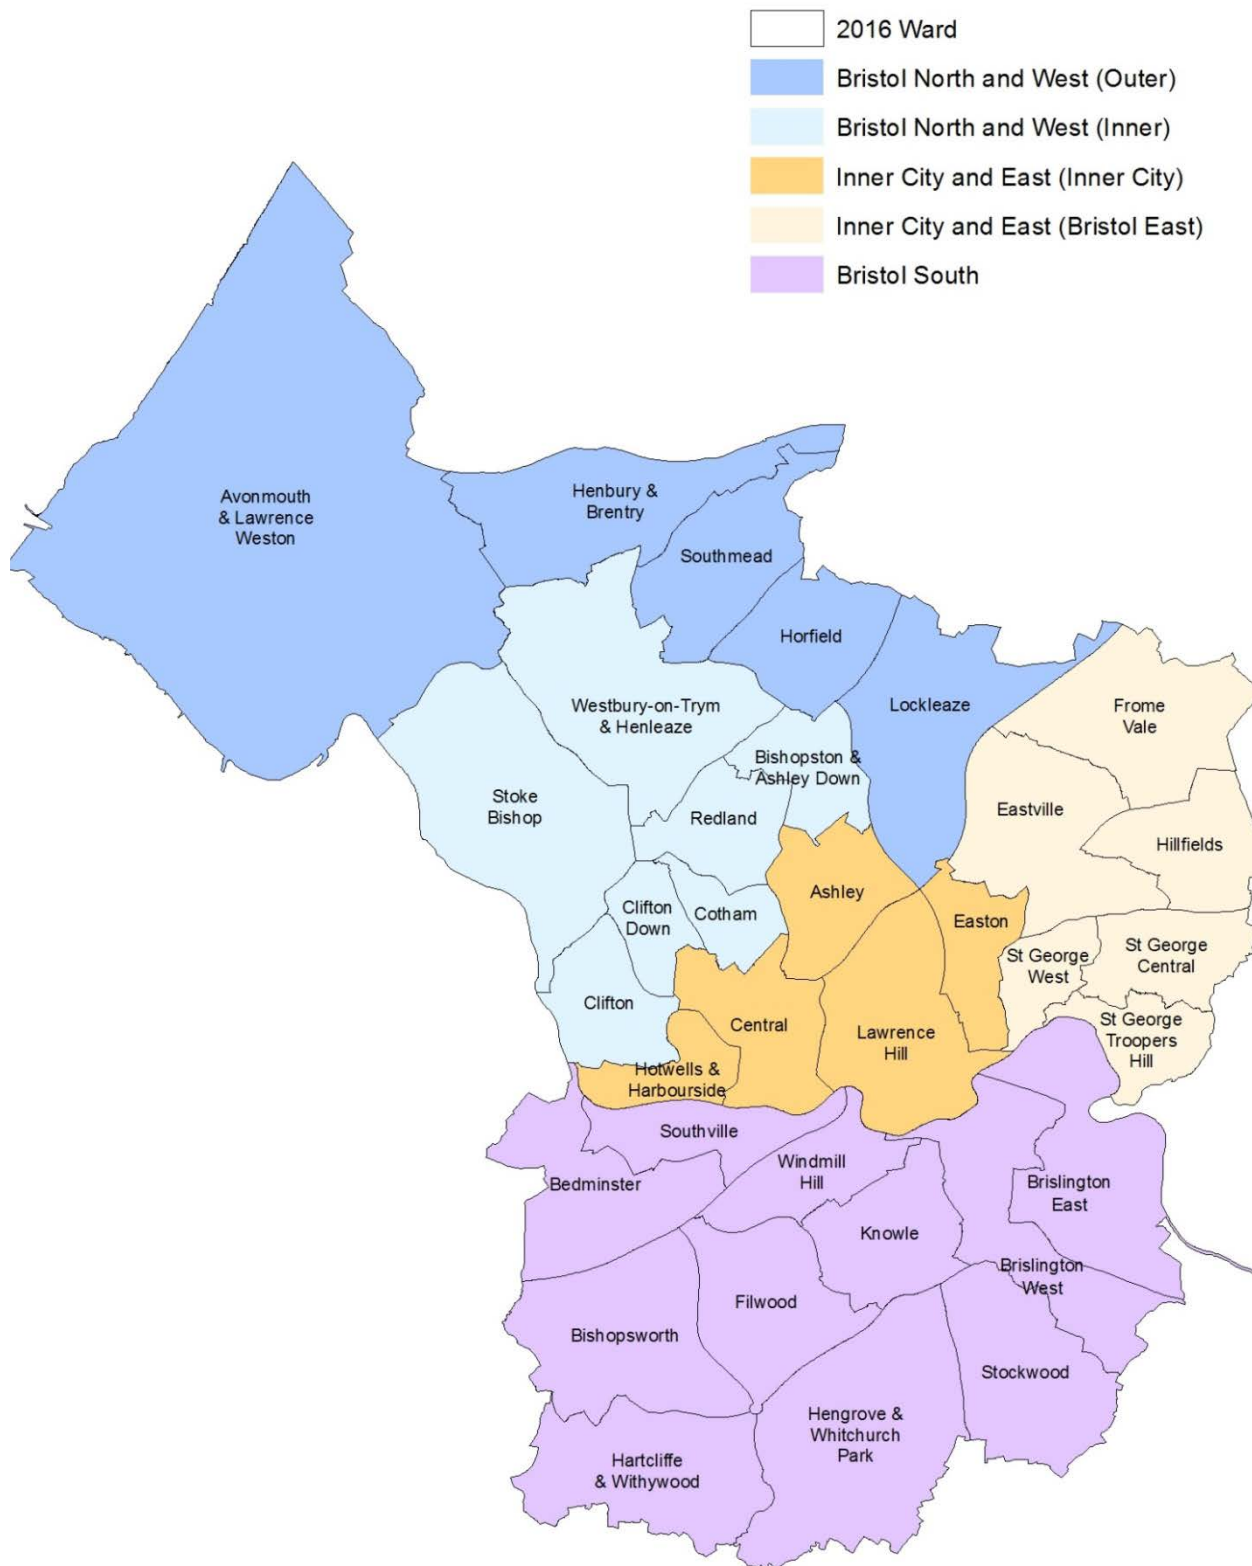 2016 Ward
Bristol North and West (Outer)
Bristol North and West (Inner)
Inner City and East (Inner City)
Inner City and East (Bristol East)
Bristol South
Avonmouth
& Lawrence
Weston
Henbury &
Brentry
Southmead
Horfield
Lockleaze
Westbury-on-Trym
& Henleaze
Frome
Vale
Bishopston &
Ashley Down
Stoke
Bishop
Redland
Eastville
Hillfields
Ashley
Clifton
Down
Cotham
Easton
St George
West
St George
Central
Clifton
Central
Lawrence
Hill
St George
Troopers
Hill
Hotwells &
Harbourside
Southville
Windmill
Hill
Bedminster
Brislington
East
Knowle
Brislington
West
Filwood
Bishopsworth
Stockwood
Hengrove &
Whitchurch
Park
Hartcliffe
& Withywood